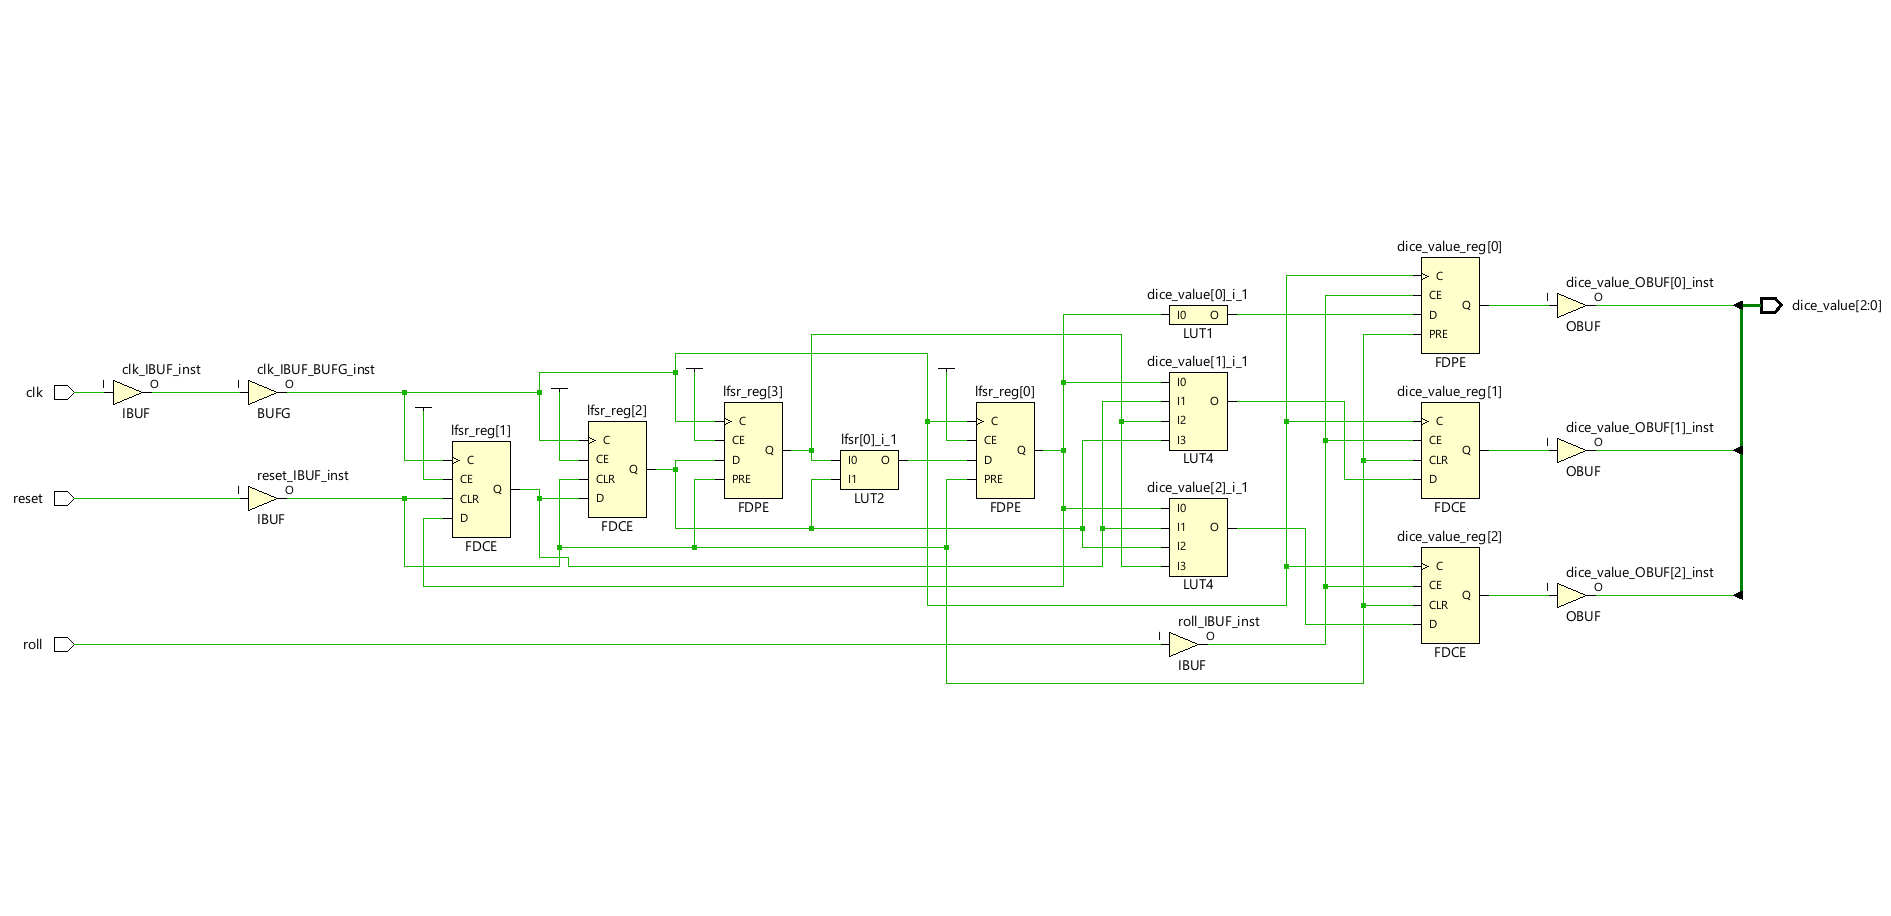 clk
clk_IBUF_inst
I
O
IBUF
clk_IBUF_BUFG_inst
I
O
BUFG
reset
reset_IBUF_inst
I
O
IBUF
roll
lfsr_reg[1]
C
CE
CLR
D
Q
FDCE
lfsr_reg[2]
C
CE
CLR
D
Q
FDCE
lfsr_reg[3]
C
CE
D
PRE
Q
FDPE
lfsr[0]_i_1
I0
O
I1
LUT2
lfsr_reg[0]
C
CE
D
PRE
Q
FDPE
dice_value[0]_i_1
I0
O
LUT1
dice_value[1]_i_1
I0
I1
O
I2
I3
LUT4
dice_value[2]_i_1
I0
I1
O
I2
I3
LUT4
roll_IBUF_inst
I
O
IBUF
dice_value_reg[0]
C
CE
Q
D
PRE
FDPE
dice_value_reg[1]
C
CE
Q
CLR
D
FDCE
dice_value_reg[2]
C
CE
Q
CLR
D
FDCE
dice_value_OBUF[0]_inst
I
O
OBUF
dice_value_OBUF[1]_inst
I
O
OBUF
dice_value_OBUF[2]_inst
I
O
OBUF
dice_value[2:0]